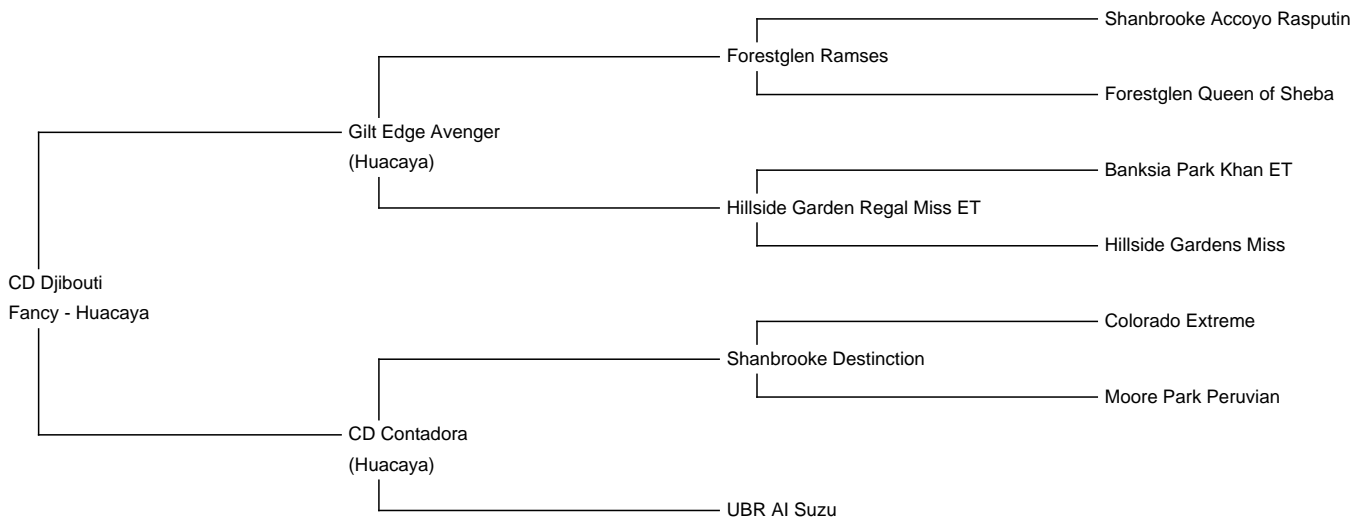 Shanbrooke Accoyo Rasputin
Forestglen Ramses
Forestglen Queen of Sheba
Gilt Edge Avenger
(Huacaya)
Banksia Park Khan ET
Hillside Garden Regal Miss ET
Hillside Gardens Miss
CD Djibouti
Fancy - Huacaya
Colorado Extreme
Shanbrooke Destinction
Moore Park Peruvian
CD Contadora
(Huacaya)
UBR AI Suzu